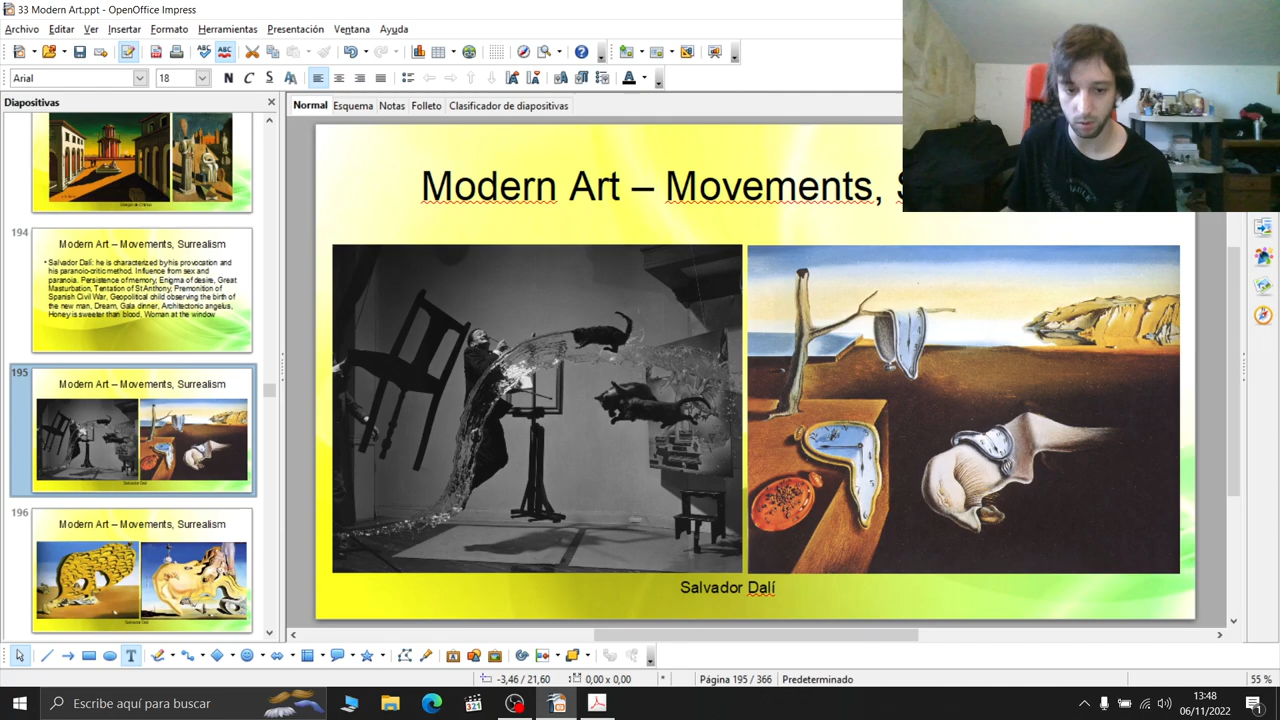 33 Modern Art.ppt - OpenOffice Impress
Archivo Editar Ver Insertar Formato Herramientas Presentación Ventana Ayuda
Arial 18 N C S
Diapositivas
Normal Esquema Notas Folleto Clasificador de diapositivas
194
Modern Art – Movements, Surrealism
• Salvador Dalí: he is characterized by his provocation and
his paranoic-critic method. Influence from sex and
paranoia. Persistence of memory, Enigma of desire, Great
Masturbation, Tentation of St Anthony, Premonition of
Spanish Civil War, Geopolitical child observing the birth of
the new man, Dream, Gala dinner, Architectonic angelus,
Honey is sweeter than blood, Woman at the window
195
Modern Art – Movements, Surrealism
Salvador Dalí
196
Modern Art – Movements, Surrealism
Salvador Dalí
Modern Art – Movements, S
Salvador Dalí
-3,46 / 21,60 0,00 x 0,00 * Página 195 / 366 Predeterminado 55 %
Escribe aquí para buscar
321
13:48
06/11/2022
1